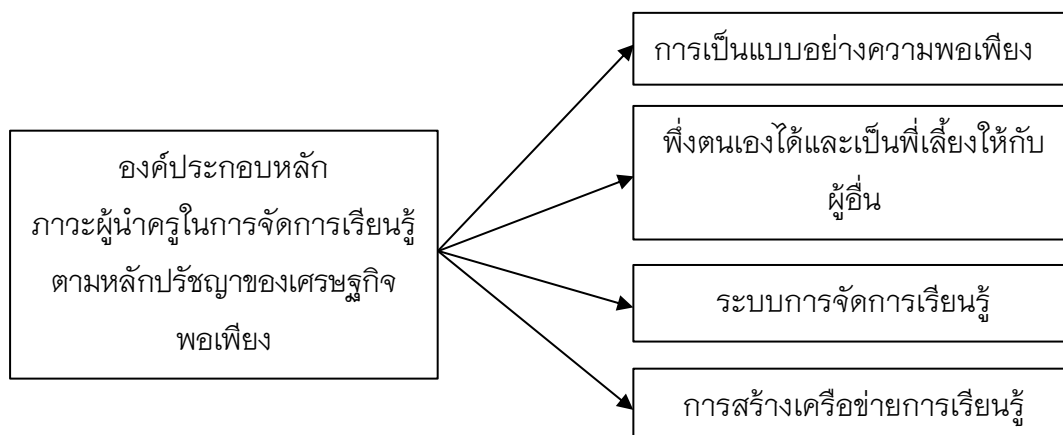 องค์ประกอบหลัก
ภาวะผู้นำครูในการจัดการเรียนรู้
ตามหลักปรัชญาของเศรษฐกิจ
พอเพียง
การเป็นแบบอย่างความพอเพียง
พึ่งตนเองได้และเป็นพี่เลี้ยงให้กับ
ผู้อื่น
ระบบการจัดการเรียนรู้
การสร้างเครือข่ายการเรียนรู้